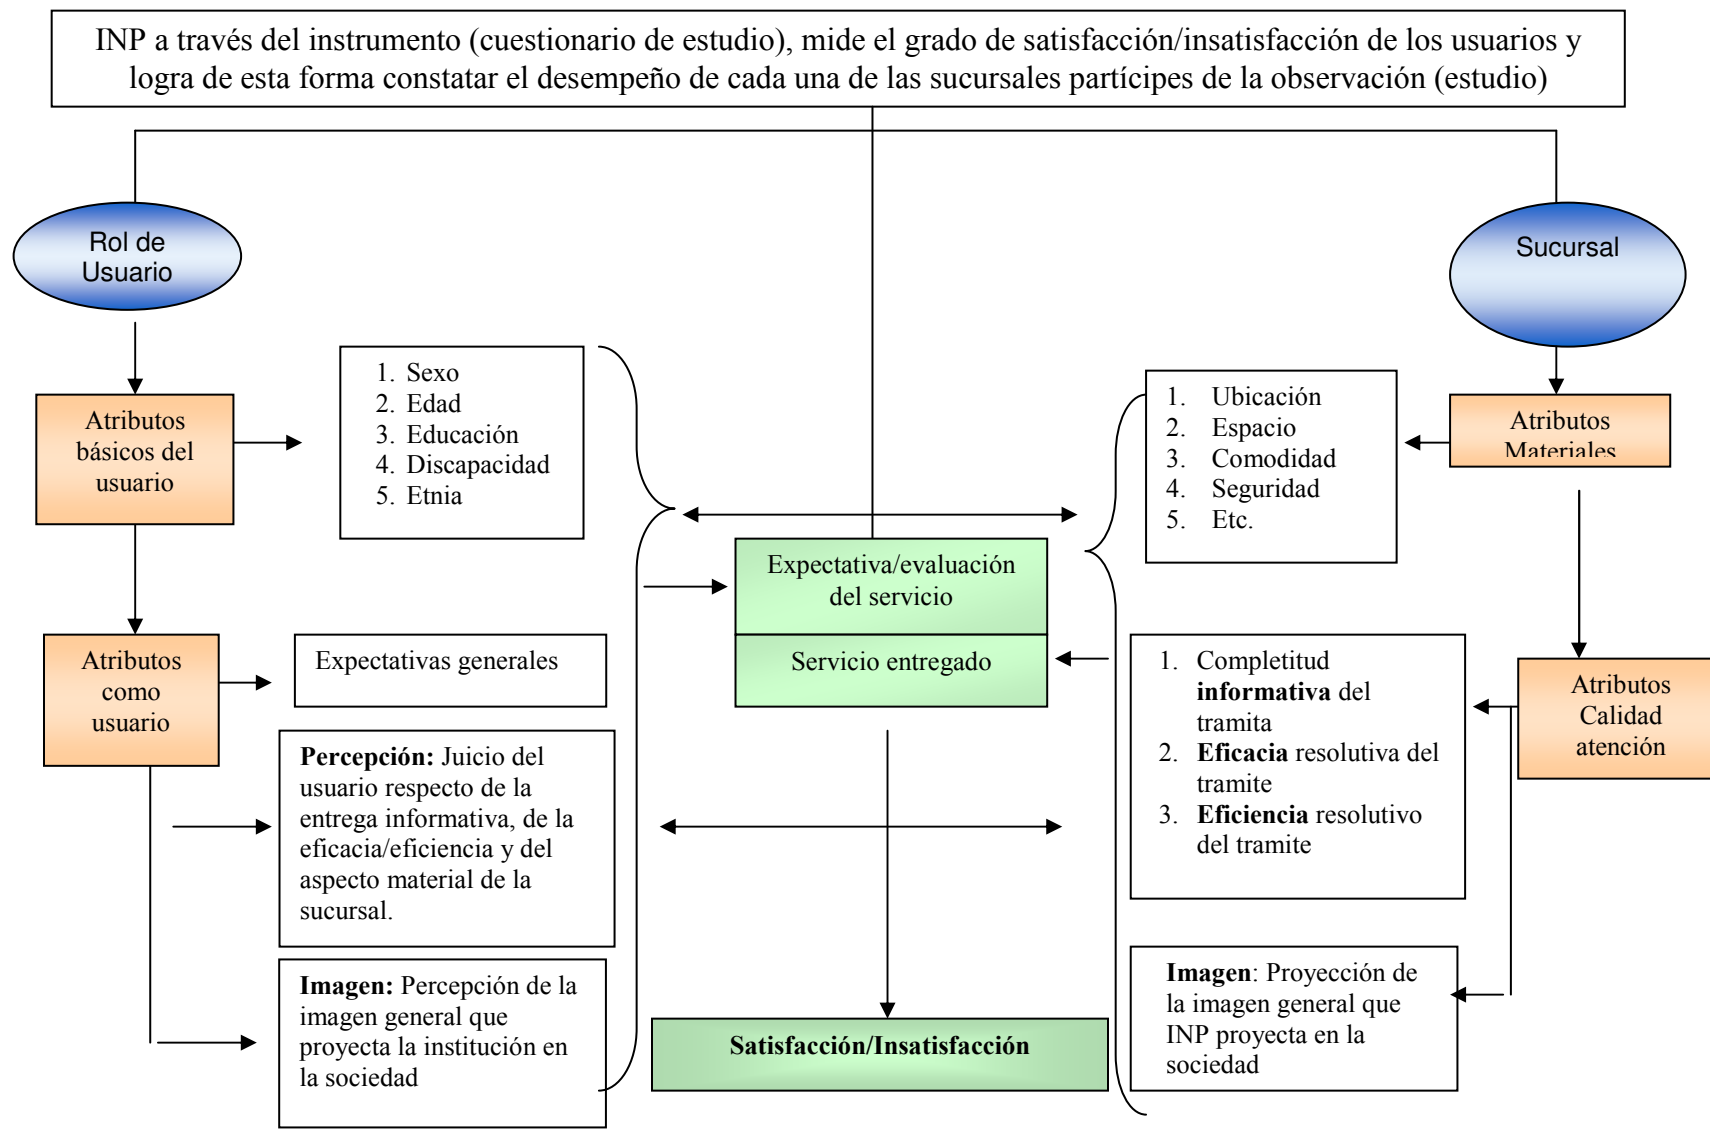 INP a través del instrumento (cuestionario de estudio), mide el grado de satisfacción/insatisfacción de los usuarios y
logra de esta forma constatar el desempeño de cada una de las sucursales partícipes de la observación (estudio)
Rol de
Usuario
Sucursal
Atributos
básicos del
usuario
1. Sexo
2. Edad
3. Educación
4. Discapacidad
5. Etnia
1. Ubicación
2. Espacio
3. Comodidad
4. Seguridad
5. Etc.
Atributos
Materiales
Expectativa/evaluación
del servicio
Servicio entregado
Atributos
como
usuario
Expectativas generales
Percepción: Juicio del
usuario respecto de la
entrega informativa, de la
eficacia/eficiencia y del
aspecto material de la
sucursal.
Imagen: Percepción de la
imagen general que
proyecta la institución en
la sociedad
1. Completitud
informativa del
tramita
2. Eficacia resolutiva del
tramite
3. Eficiencia resolutivo
del tramite
Atributos
Calidad
atención
Imagen: Proyección de
la imagen general que
INP proyecta en la
sociedad
Satisfacción/Insatisfacción